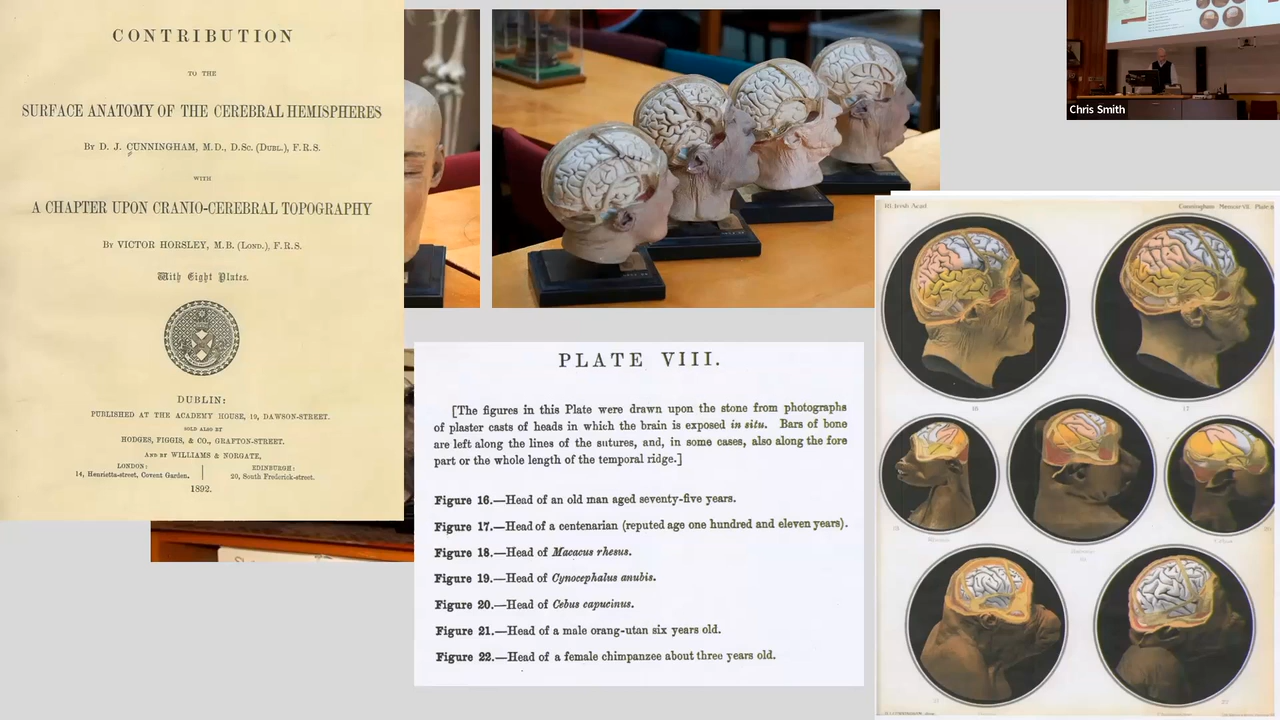 CONTRIBUTION
TO THE
SURFACE ANATOMY OF THE CEREBRAL HEMISPHERES
BY D. J. CUNNINGHAM, M.D., D.Sc. (DUBL.), F.R.S.
WITH
A CHAPTER UPON CRANIO-CEREBRAL TOPOGRAPHY
BY VICTOR HORSLEY, M.B. (LOND.), F.R.S.
With Eight Plates.
DUBLIN:
PUBLISHED AT THE ACADEMY HOUSE, 19, DAWSON-STREET.
SOLD ALSO BY
HODGES, FIGGIS, & CO., GRAFTON-STREET.
AND BY WILLIAMS & NORGATE,
LONDON:
14, Henrietta-street, Covent Garden.
EDINBURGH:
20, South Frederick-street.
1892.
Chris Smith
PLATE VIII.
[The figures in this Plate were drawn upon the stone from photographs
of plaster casts of heads in which the brain is exposed in situ. Bars of bone
are left along the lines of the sutures, and, in some cases, also along the fore
part or the whole length of the temporal ridge.]
Figure 16.—Head of an old man aged seventy-five years.
Figure 17.—Head of a centenarian (reputed age one hundred and eleven years).
Figure 18.—Head of Macacus rhesus.
Figure 19.—Head of Cynocephalus anubis.
Figure 20.—Head of Cebus capucinus.
Figure 21.—Head of a male orang-utan six years old.
Figure 22.—Head of a female chimpanzee about three years old.
Rl. Irish Acad.
Cunningham Memoir VII. Plate
16
17